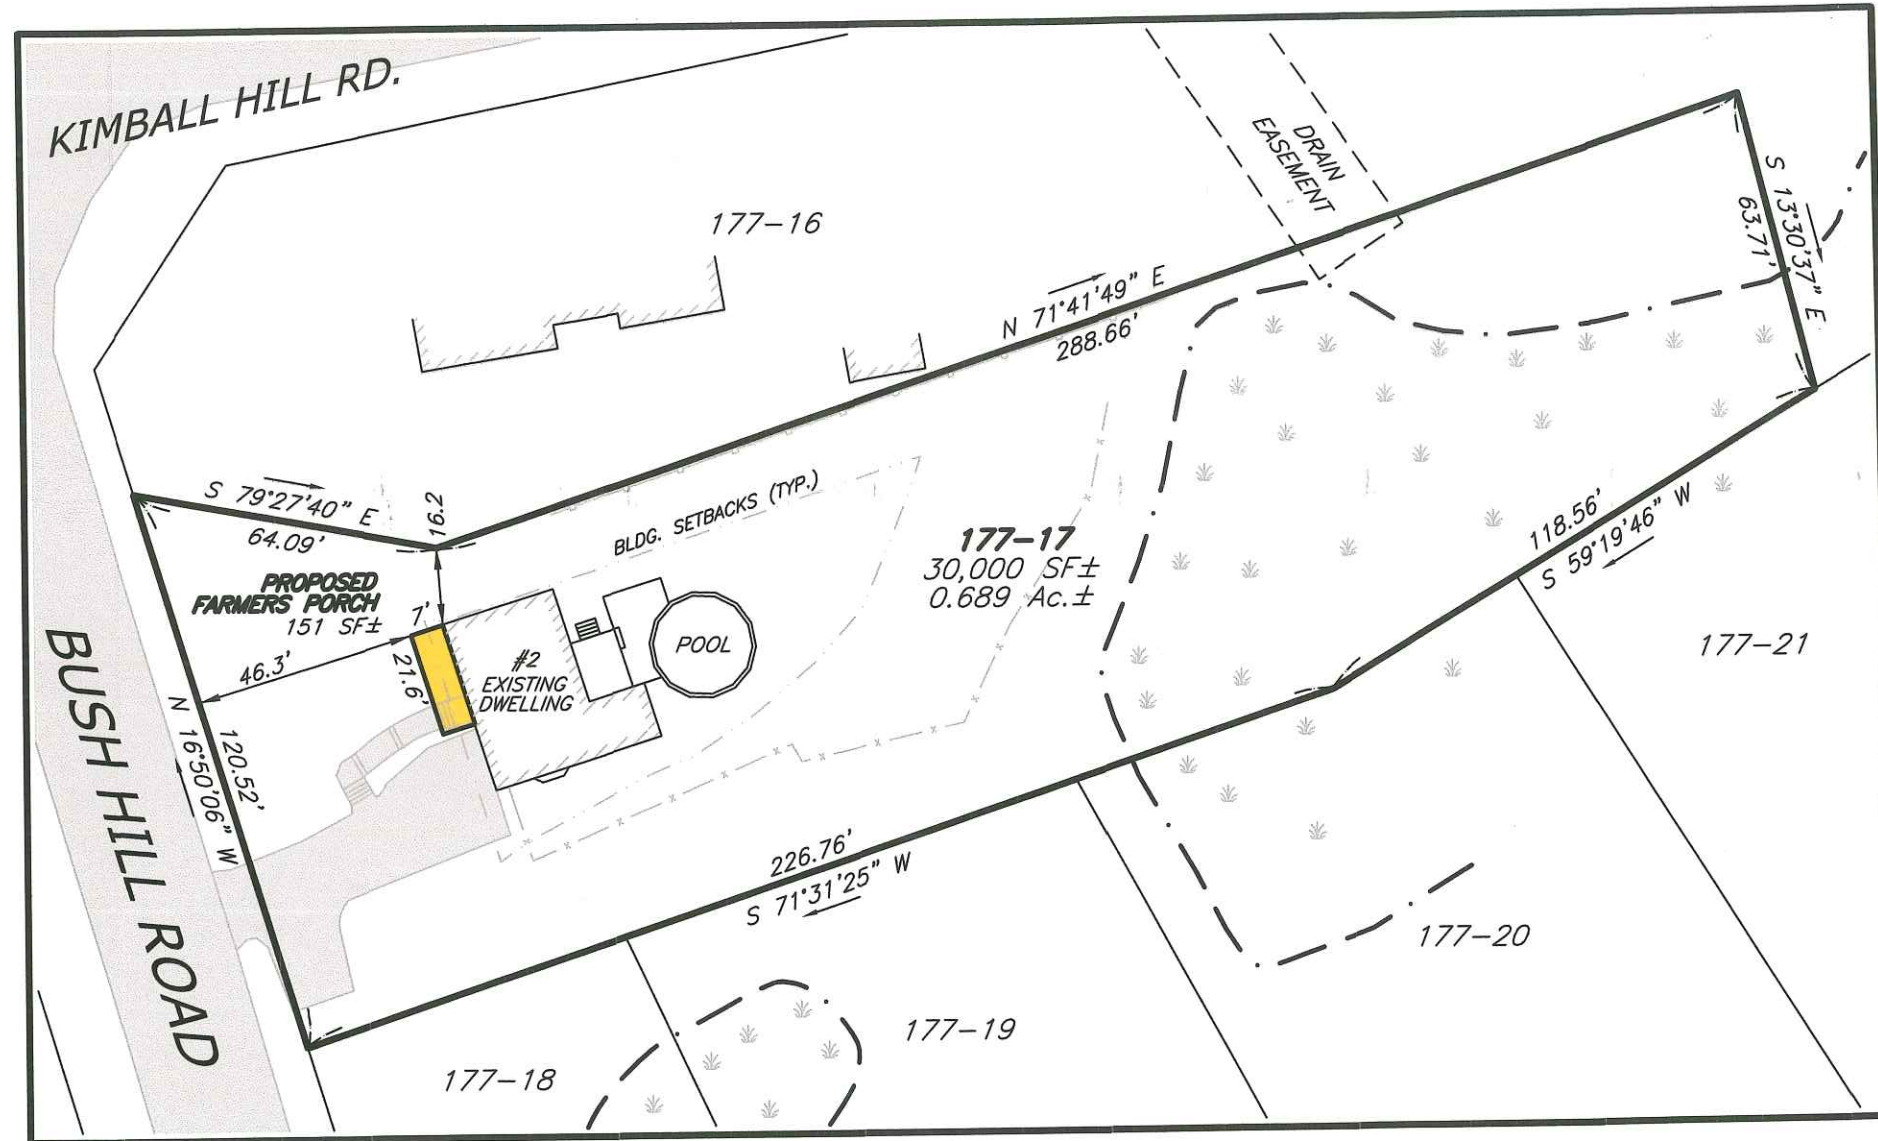 KIMBALL HILL RD.
DRAIN
EASEMENT
177-16
S 13°30'37" E
63.71'
N 71°41'49" E
288.66'
S 79°27'40" E
64.09'
16.2
BLDG. SETBACKS (TYP.)
177-17
30,000 SF±
0.689 Ac.±
118.56'
S 59°19'46" W
PROPOSED
FARMERS PORCH
151 SF±
7'
21.6'
46.3'
#2
EXISTING
DWELLING
POOL
177-21
BUSH HILL ROAD
N 16°50'06" W
120.52'
226.76'
S 71°31'25" W
177-20
177-19
177-18